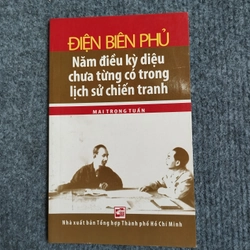 ĐIỆN BIÊN PHỦ
Năm điều kỳ diệu
chưa từng có trong
lịch sử chiến tranh
MAI TRỌNG TUẤN
Nhà xuất bản Tổng hợp Thành phố Hồ Chí Minh